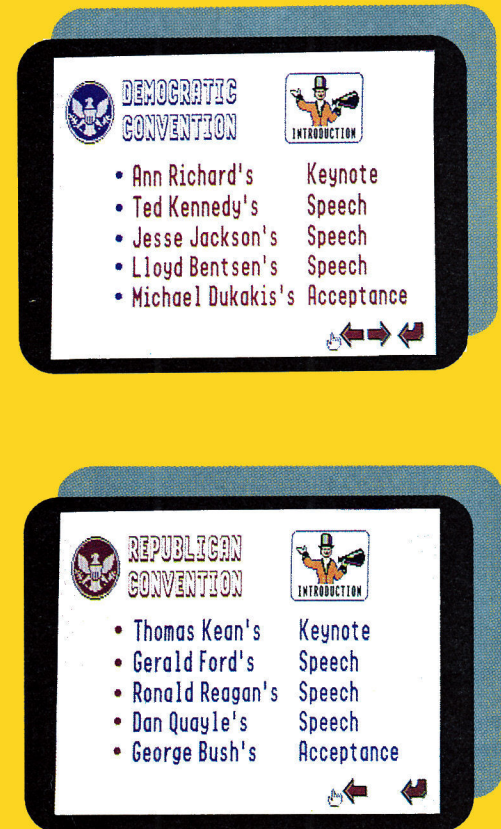 DEMOCRATIC
CONVENTION
INTRODUCTION
• Ann Richard's Keynote
• Ted Kennedy's Speech
• Jesse Jackson's Speech
• Lloyd Bentsen's Speech
• Michael Dukakis's Acceptance
REPUBLICAN
CONVENTION
INTRODUCTION
• Thomas Kean's Keynote
• Gerald Ford's Speech
• Ronald Reagan's Speech
• Dan Quayle's Speech
• George Bush's Acceptance